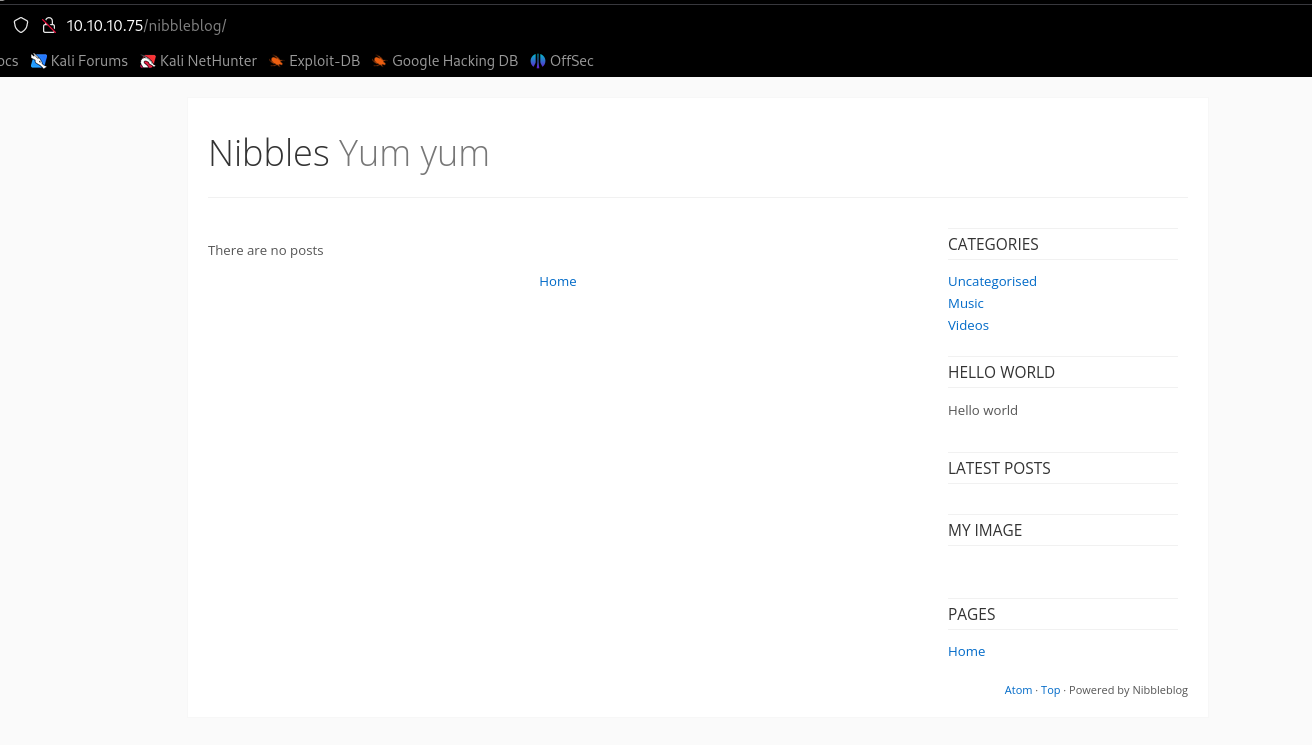 10.10.10.75/nibbleblog/
ocs Kali Forums Kali NetHunter Exploit-DB Google Hacking DB OffSec
Nibbles Yum yum
There are no posts
Home
CATEGORIES
Uncategorised
Music
Videos
HELLO WORLD
Hello world
LATEST POSTS
MY IMAGE
PAGES
Home
Atom · Top · Powered by Nibbleblog